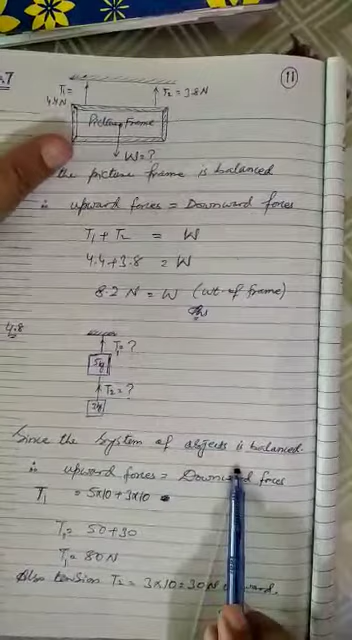 .7
11
T₁ =
4.4N
T₂ = 3.8N
Picture Frame
W = ?
the picture frame is balanced
∴ upward forces = Downward forces
T₁ + T₂ = W
4.4 + 3.8 = W
8.2 N = W (wt of frame)
4.8
T₁ = ?
T₂ = ?
Since the System of objects is balanced.
∴ upward forces = Downward forces
T₁ = 5×10 + 3×10
T₁ = 50 + 30
T₁ = 80 N
Also tension T₂ = 3×10 = 30N upward.